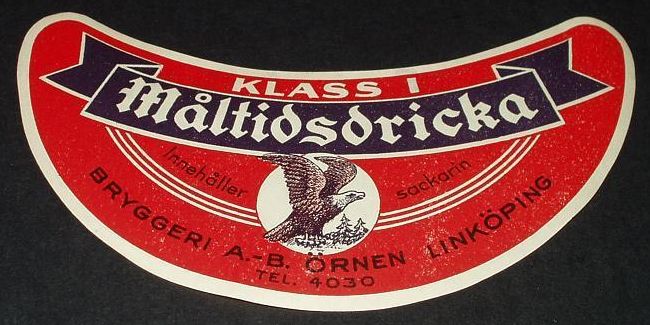 KLASS I
Måltidsdricka
Innehåller sackarin
BRYGGERI A.-B. ÖRNEN LINKÖPING
TEL. 4030